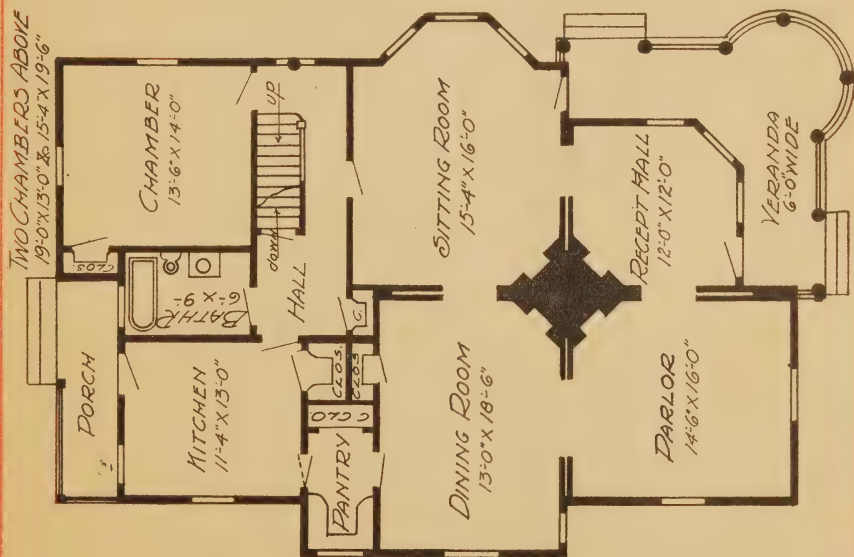 TWO CHAMBERS ABOVE
19'-0" X 13'-0" & 15'-4" X 19'-6"
CHAMBER
13'-6" X 14'-0"
UP
down
HALL
CLOS.
BATHR
6'- X 9'-
PORCH
KITCHEN
11'-4" X 13'-0"
CLOS
CLOS
C.
C CLO
PANTRY
SITTING ROOM
15'-4" X 16'-0"
DINING ROOM
13'-0" X 18'-6"
RECEPT HALL
12'-0" X 12'-0"
VERANDA
6'-0" WIDE
PARLOR
14'-6" X 16'-0"